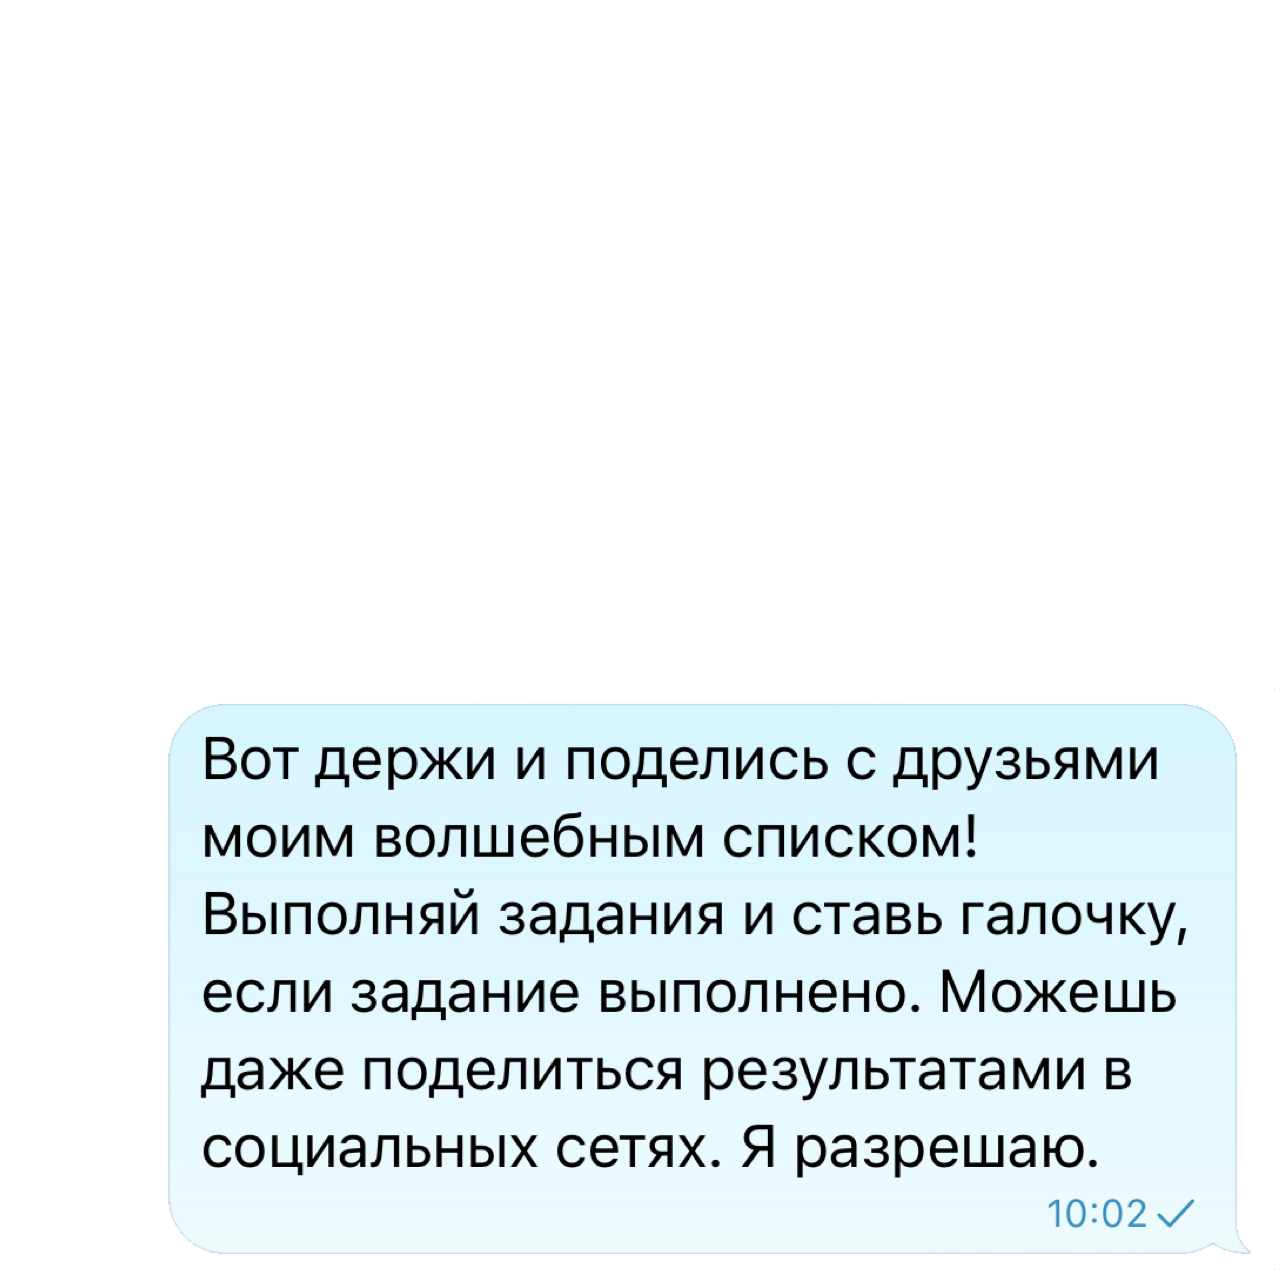 Вот держи и поделись с друзьями
моим волшебным списком!
Выполняй задания и ставь галочку,
если задание выполнено. Можешь
даже поделиться результатами в
социальных сетях. Я разрешаю.
10:02